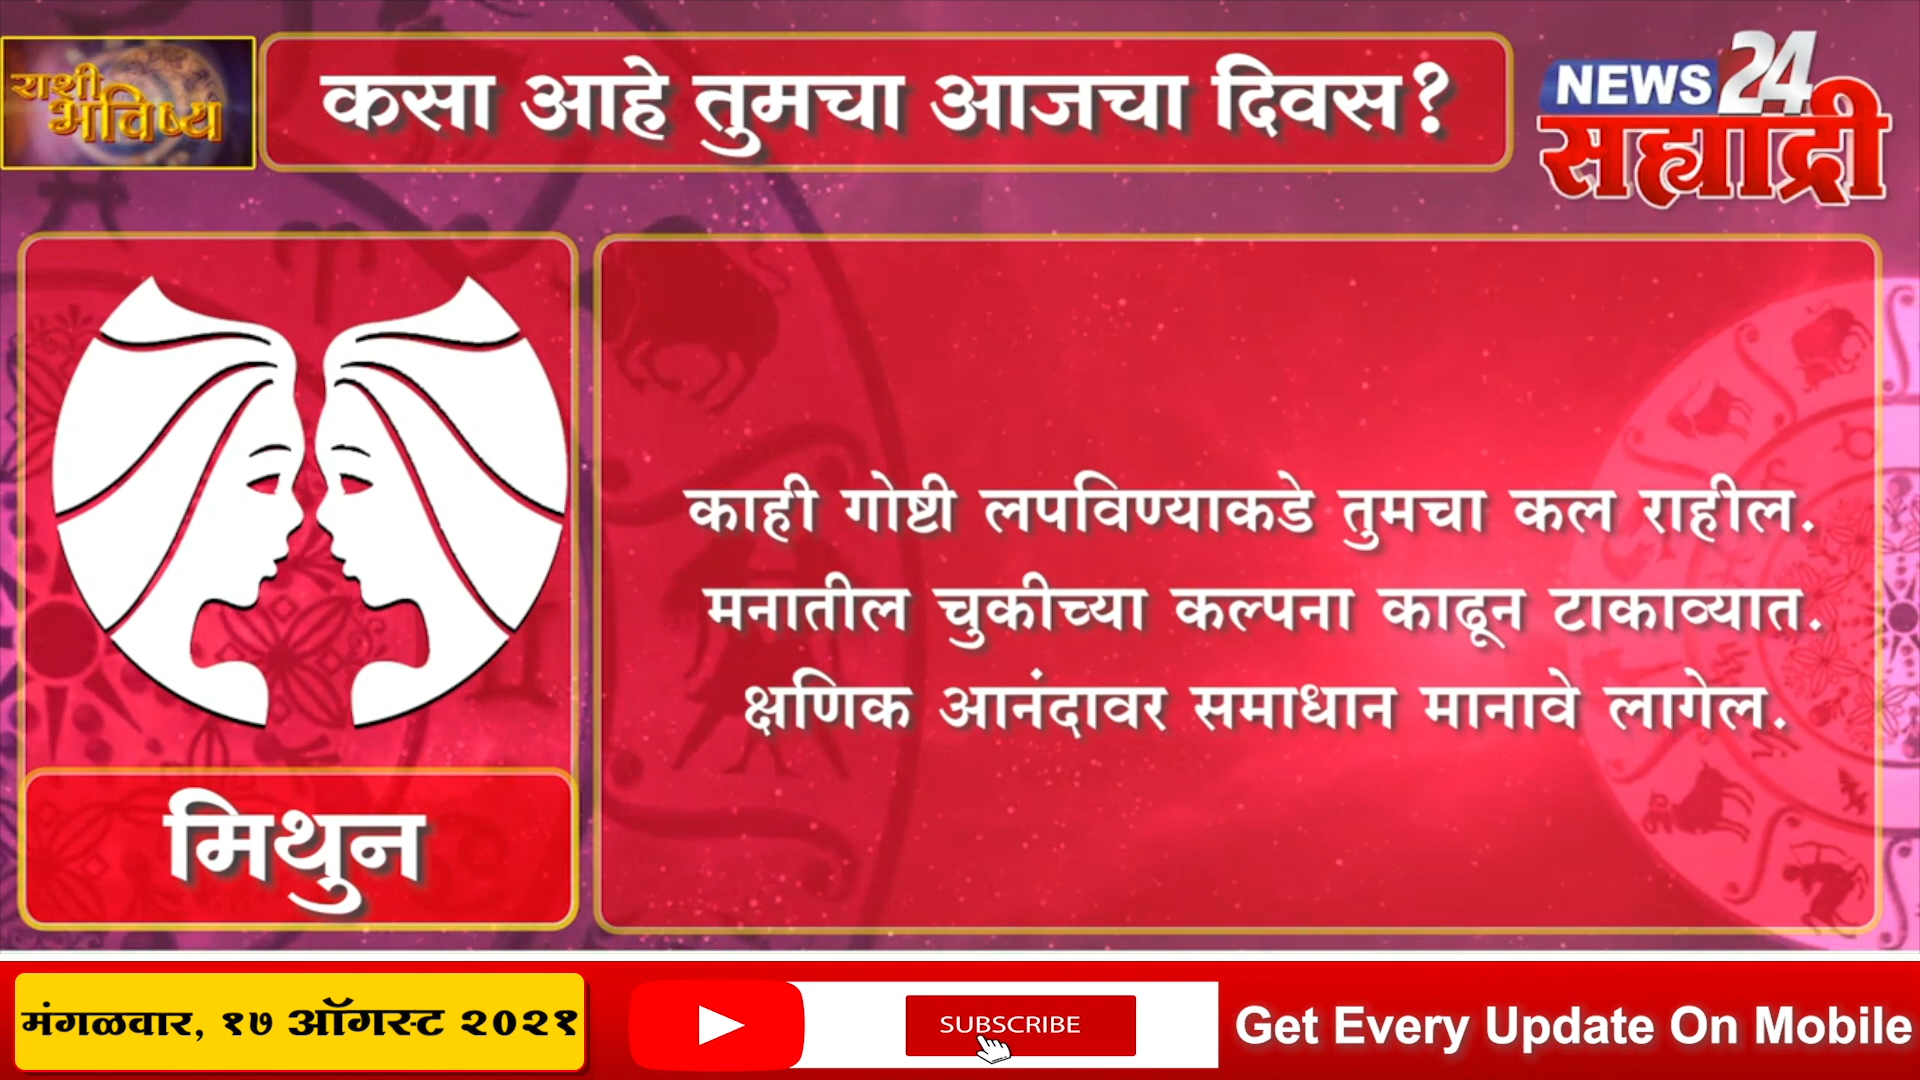 राशी
भविष्य
कसा आहे तुमचा आजचा दिवस?
NEWS 24
सह्याद्री
काही गोष्टी लपविण्याकडे तुमचा कल राहील.
मनातील चुकीच्या कल्पना काढून टाकाव्यात.
क्षणिक आनंदावर समाधान मानावे लागेल.
मिथुन
मंगळवार, १७ ऑगस्ट २०२१
SUBSCRIBE
Get Every Update On Mobile